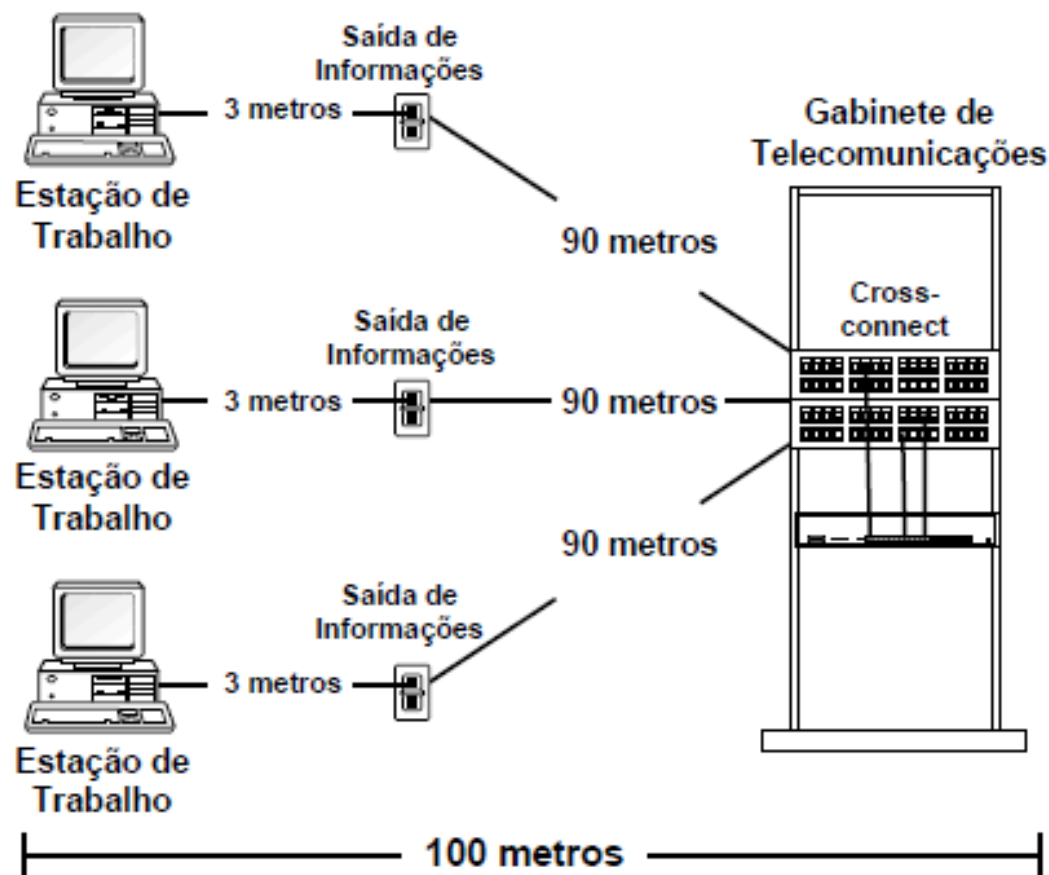 Saída de
Informações
3 metros
Estação de
Trabalho
Gabinete de
Telecomunicações
90 metros
Cross-
connect
Saída de
Informações
3 metros
90 metros
Estação de
Trabalho
90 metros
Saída de
Informações
3 metros
Estação de
Trabalho
100 metros